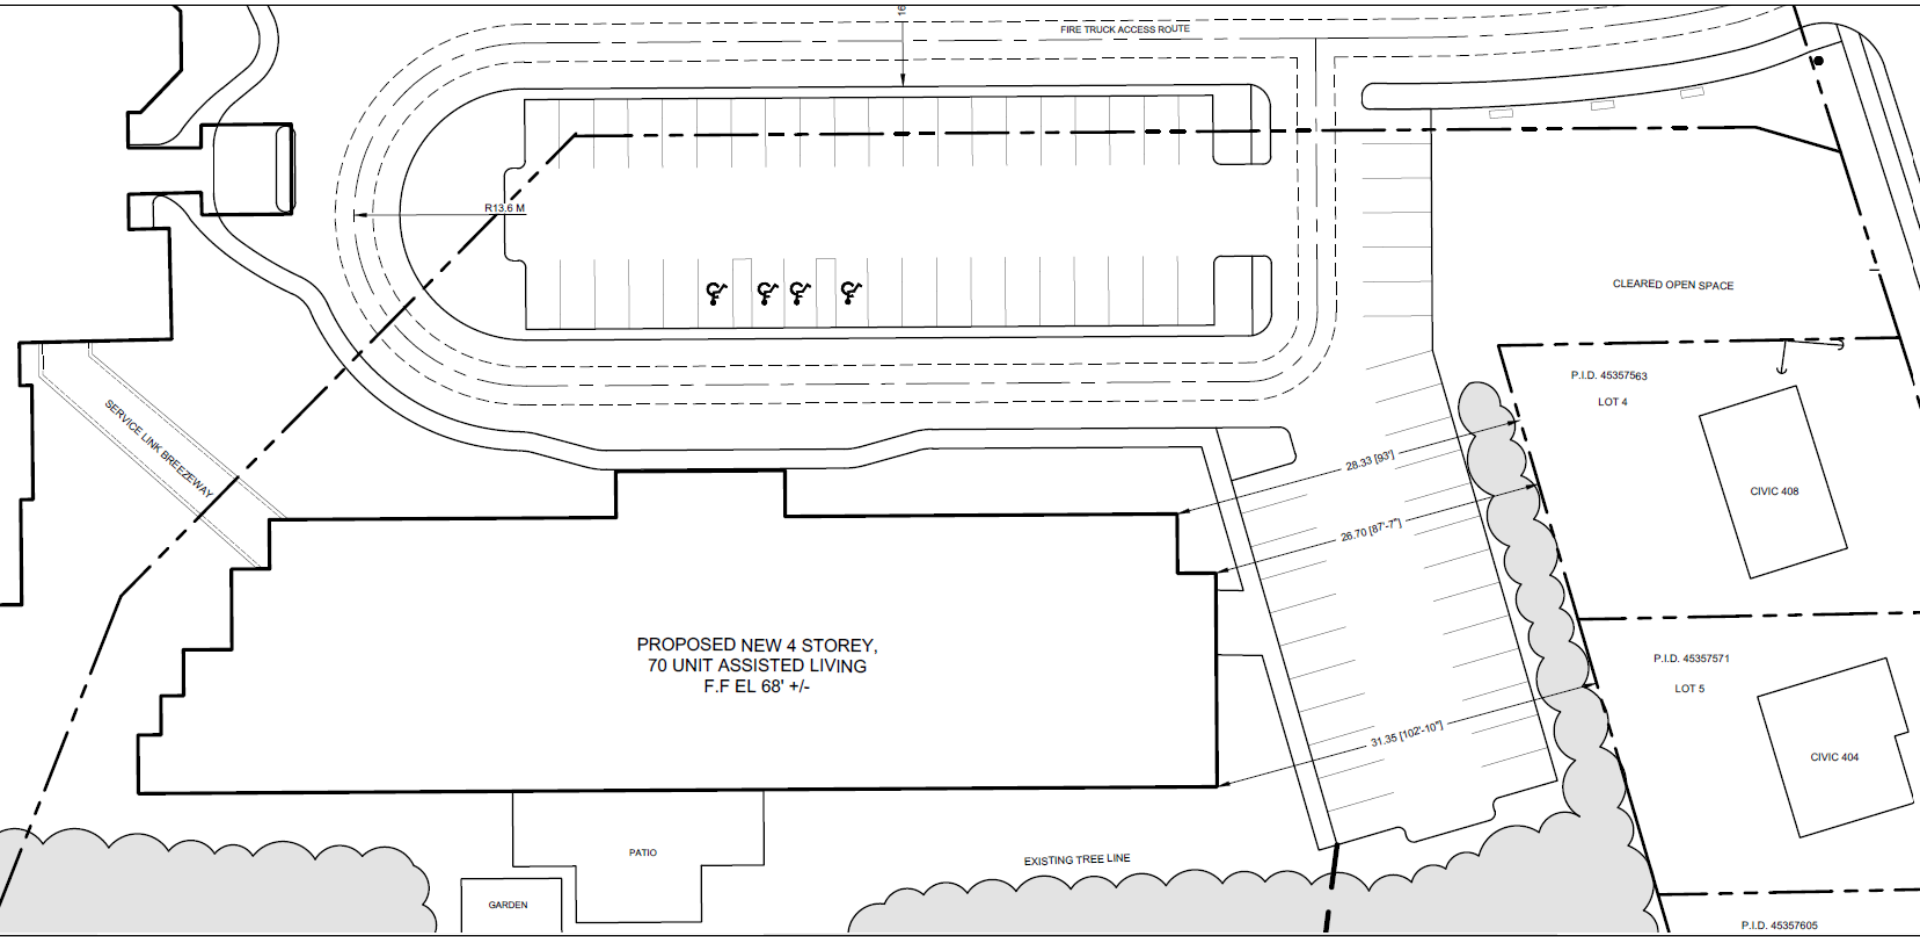 16
FIRE TRUCK ACCESS ROUTE
R13.6 M
CLEARED OPEN SPACE
P.I.D. 45357563
LOT 4
SERVICE LINK BREEZEWAY
28.33 [93']
CIVIC 408
26.70 [87'-7"]
PROPOSED NEW 4 STOREY,
70 UNIT ASSISTED LIVING
F.F EL 68' +/-
P.I.D. 45357571
LOT 5
31.35 [102'-10"]
CIVIC 404
PATIO
EXISTING TREE LINE
GARDEN
P.I.D. 45357605